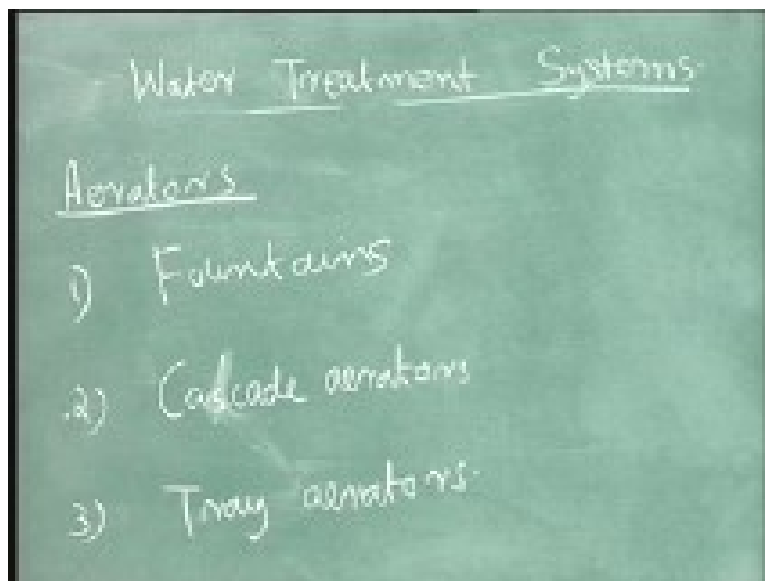 Water Treatment Systems.
Aerators
1) Fountains
2) Cascade aerators
3) Tray aerators.